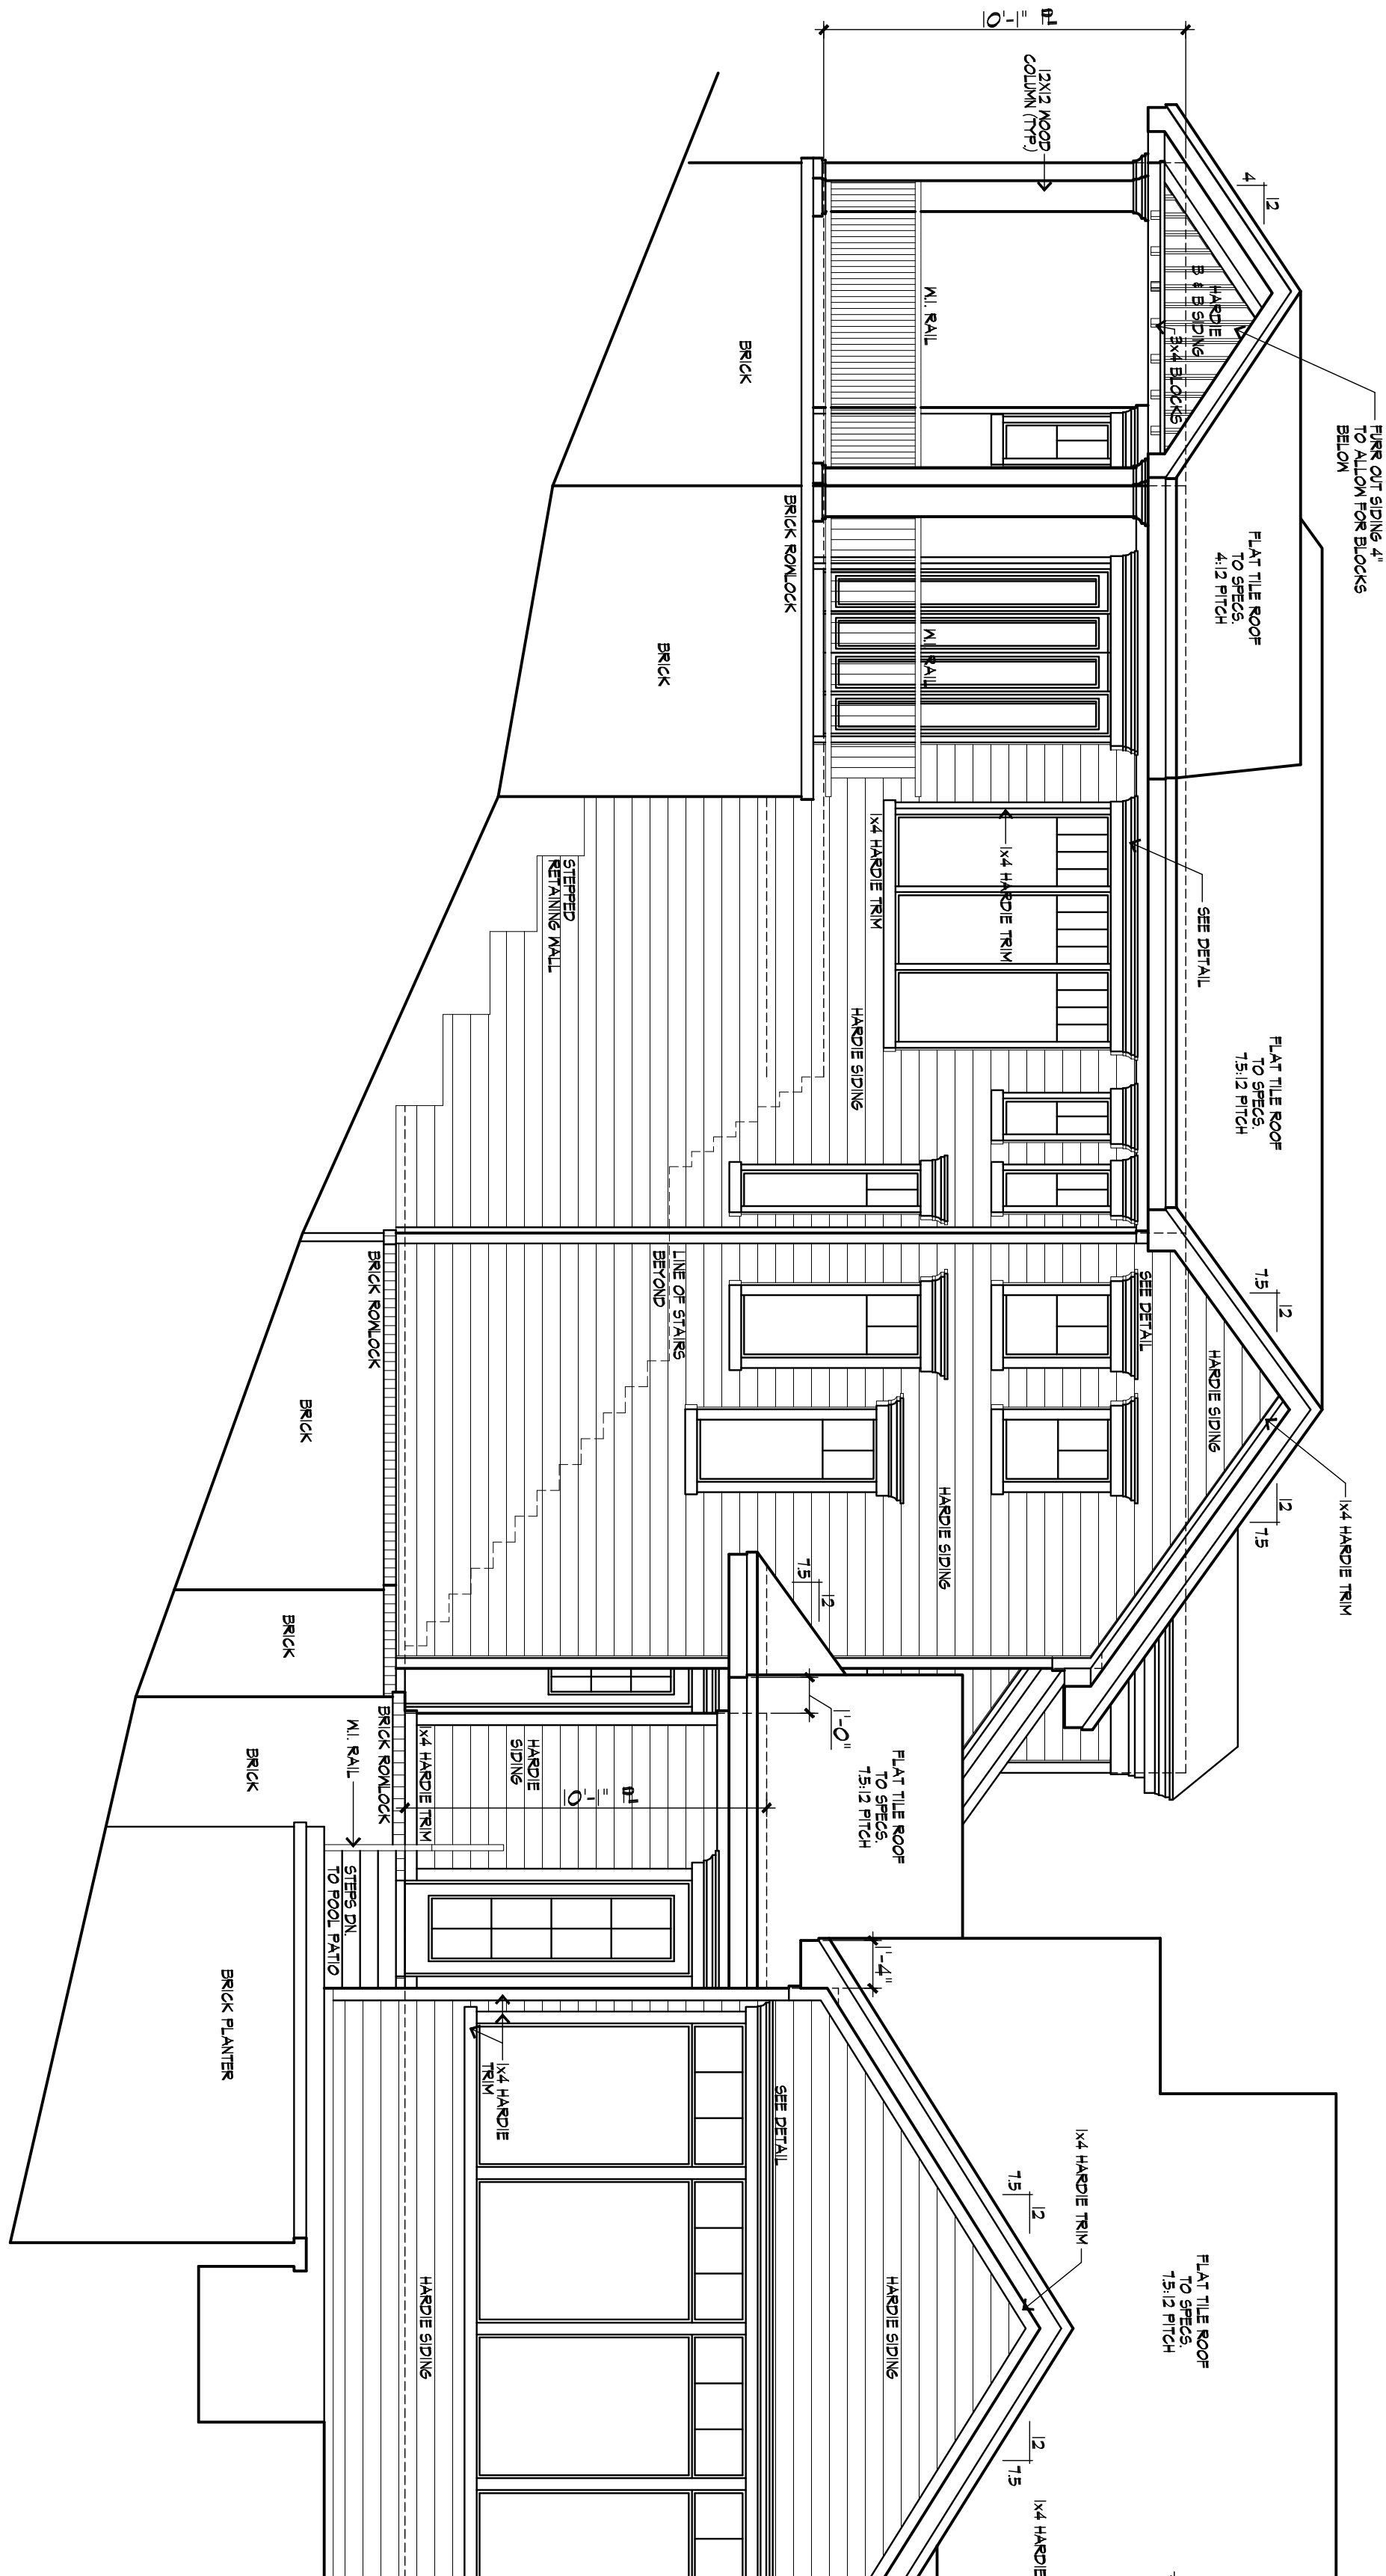 FURR OUT SIDING 4"
TO ALLOW FOR BLOCKS
BELOW
4
12
HARDIE
B & B SIDING
3x4 BLOCKS
12X12 WOOD
COLUMN (TYP.)
W.I. RAIL
BRICK
BRICK ROWLOCK
BRICK
FLAT TILE ROOF
TO SPECS.
4:12 PITCH
W.I. RAIL
SEE DETAIL
1x4 HARDIE TRIM
1x4 HARDIE TRIM
STEPPED
RETAINING WALL
HARDIE SIDING
FLAT TILE ROOF
TO SPECS.
7.5:12 PITCH
12
7.5
SEE DETAIL
HARDIE SIDING
1x4 HARDIE TRIM
12
7.5
LINE OF STAIRS
BEYOND
BRICK ROWLOCK
BRICK
HARDIE SIDING
7.5
12
BRICK
1'-0"
FLAT TILE ROOF
TO SPECS.
7.5:12 PITCH
HARDIE
SIDING
1x4 HARDIE TRIM
BRICK ROWLOCK
W.I. RAIL
BRICK
STEPS DN.
TO POOL PATIO
BRICK PLANTER
1'-4"
1x4 HARDIE
TRIM
SEE DETAIL
12
7.5
1x4 HARDIE TRIM
HARDIE SIDING
HARDIE SIDING
FLAT TILE ROOF
TO SPECS.
7.5:12 PITCH
12
7.5
1x4 HARDIE